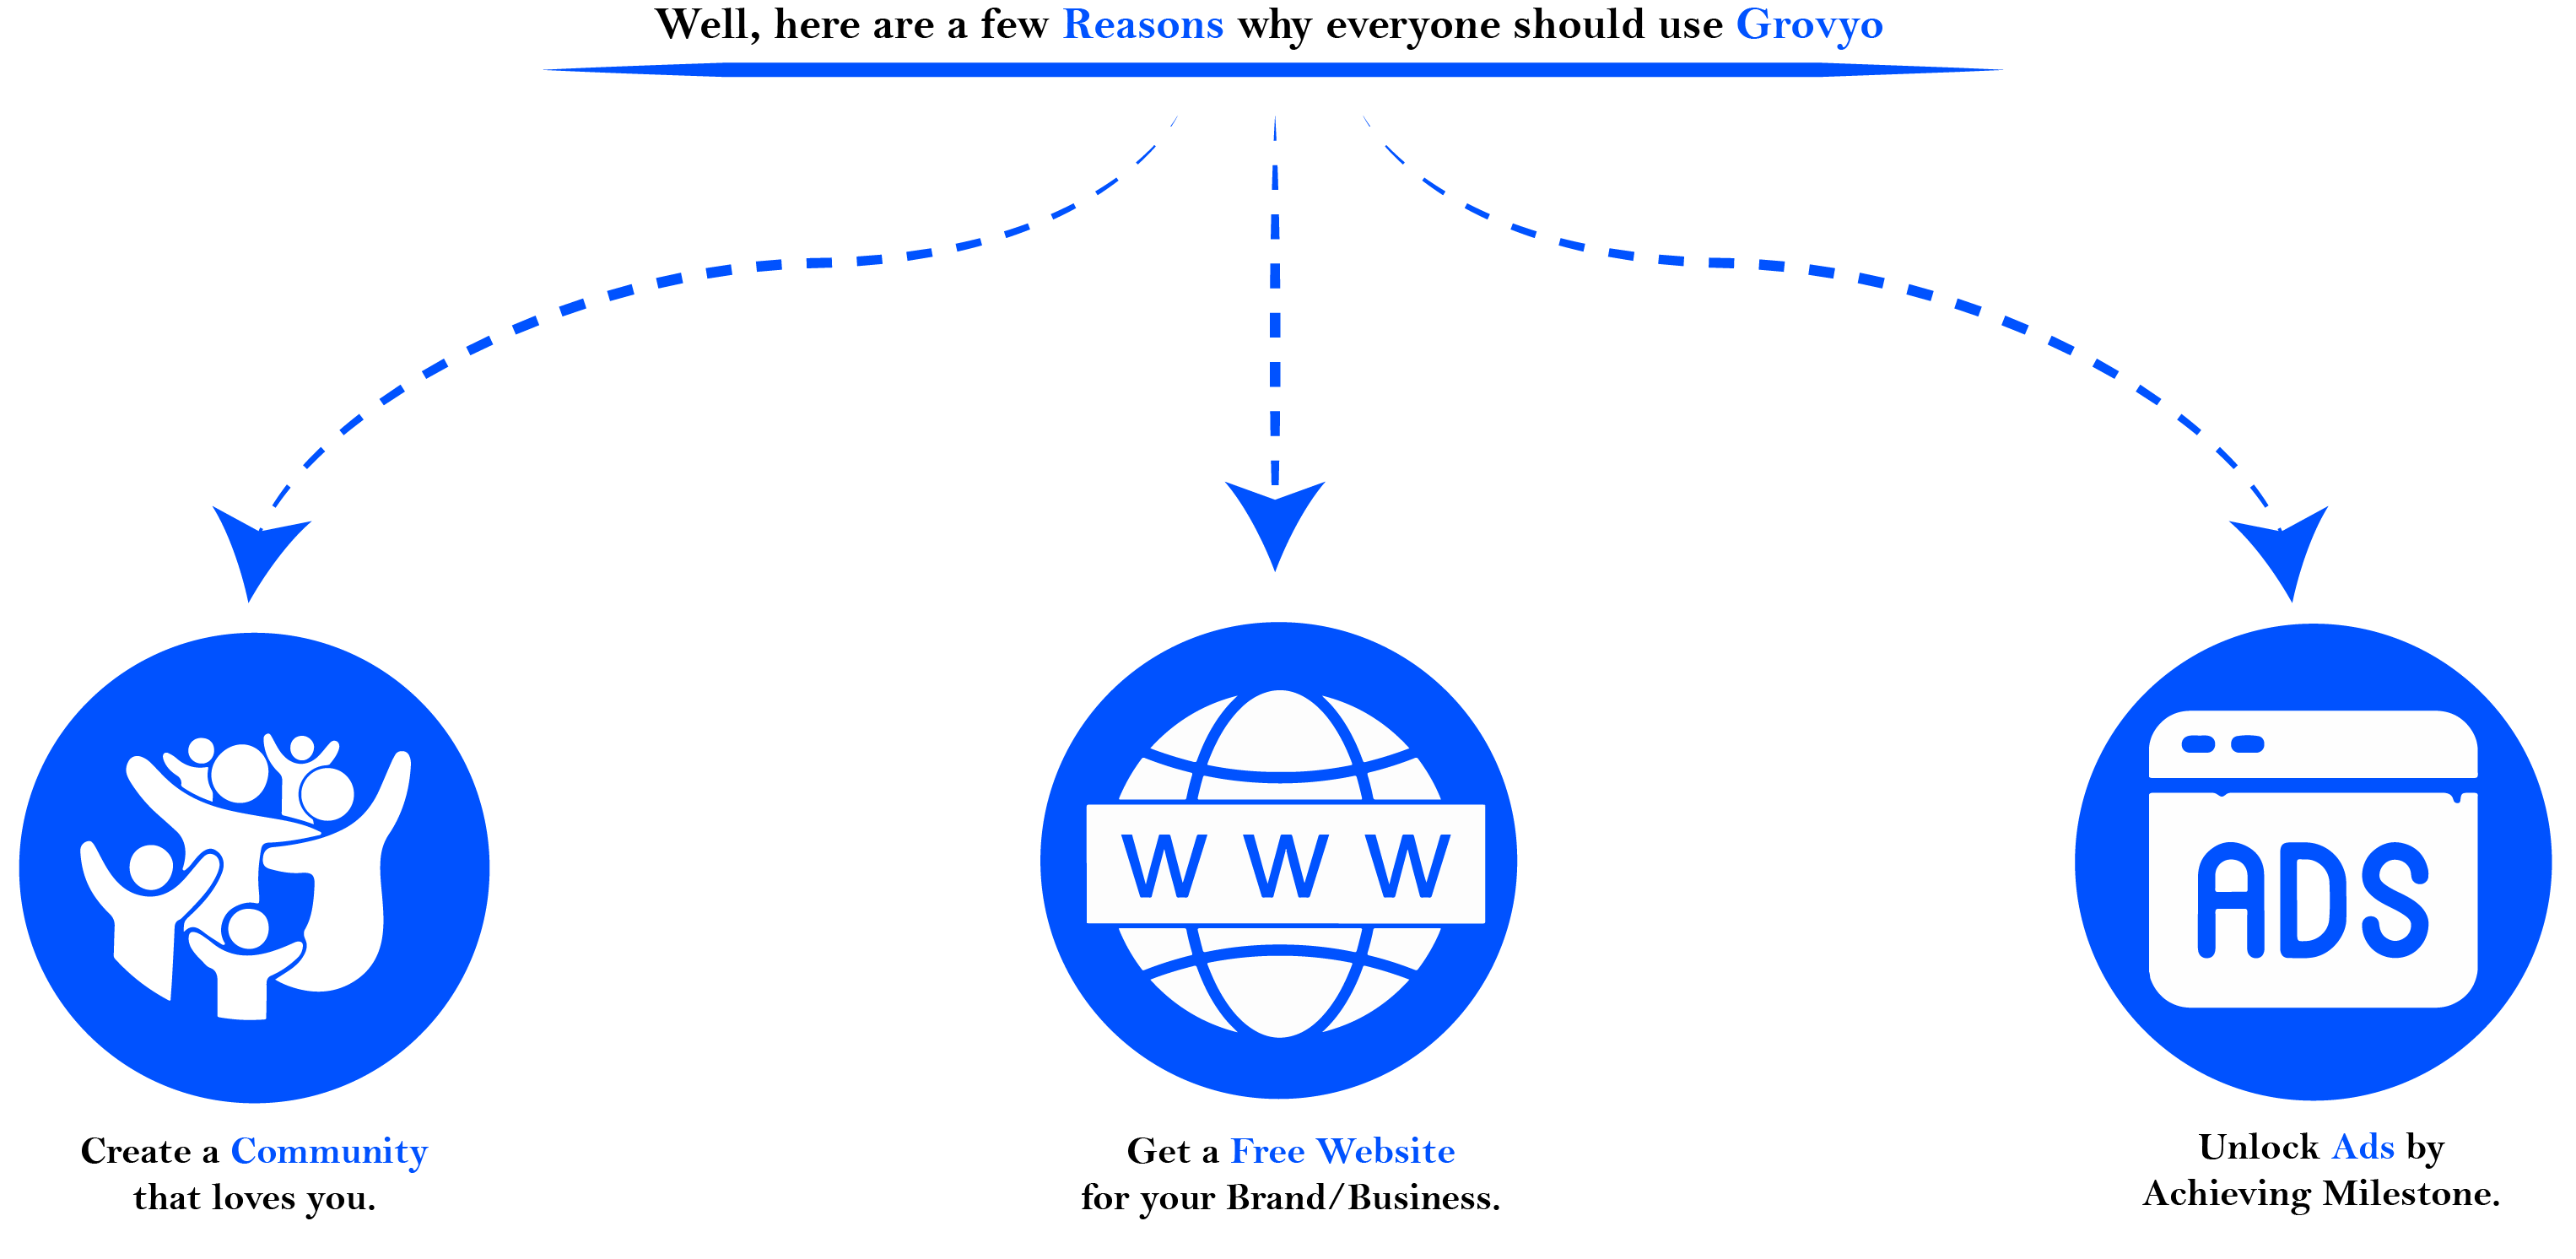 Well, here are a few Reasons why everyone should use Grovyo
W W W
ADS
Create a Community
that loves you.
Get a Free Website
for your Brand/Business.
Unlock Ads by
Achieving Milestone.